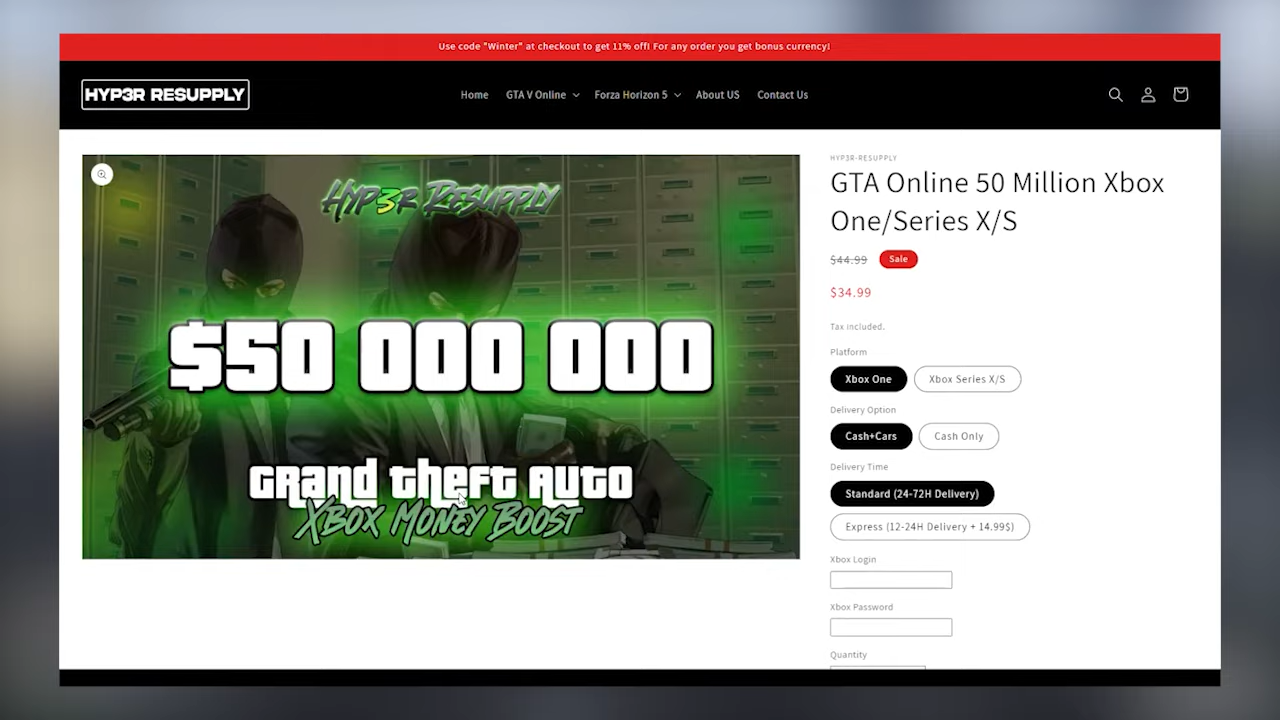 Use code "Winter" at checkout to get 11% off! For any order you get bonus currency!
HYP3R RESUPPLY
Home GTA V Online Forza Horizon 5 About US Contact Us
HYP3R RESUPPLY
$50 000 000
Grand Theft Auto
Xbox Money Boost
HYP3R-RESUPPLY
GTA Online 50 Million Xbox
One/Series X/S
$44.99 Sale
$34.99
Tax included.
Platform
Xbox One Xbox Series X/S
Delivery Option
Cash+Cars Cash Only
Delivery Time
Standard (24-72H Delivery)
Express (12-24H Delivery + 14.99$)
Xbox Login
Xbox Password
Quantity